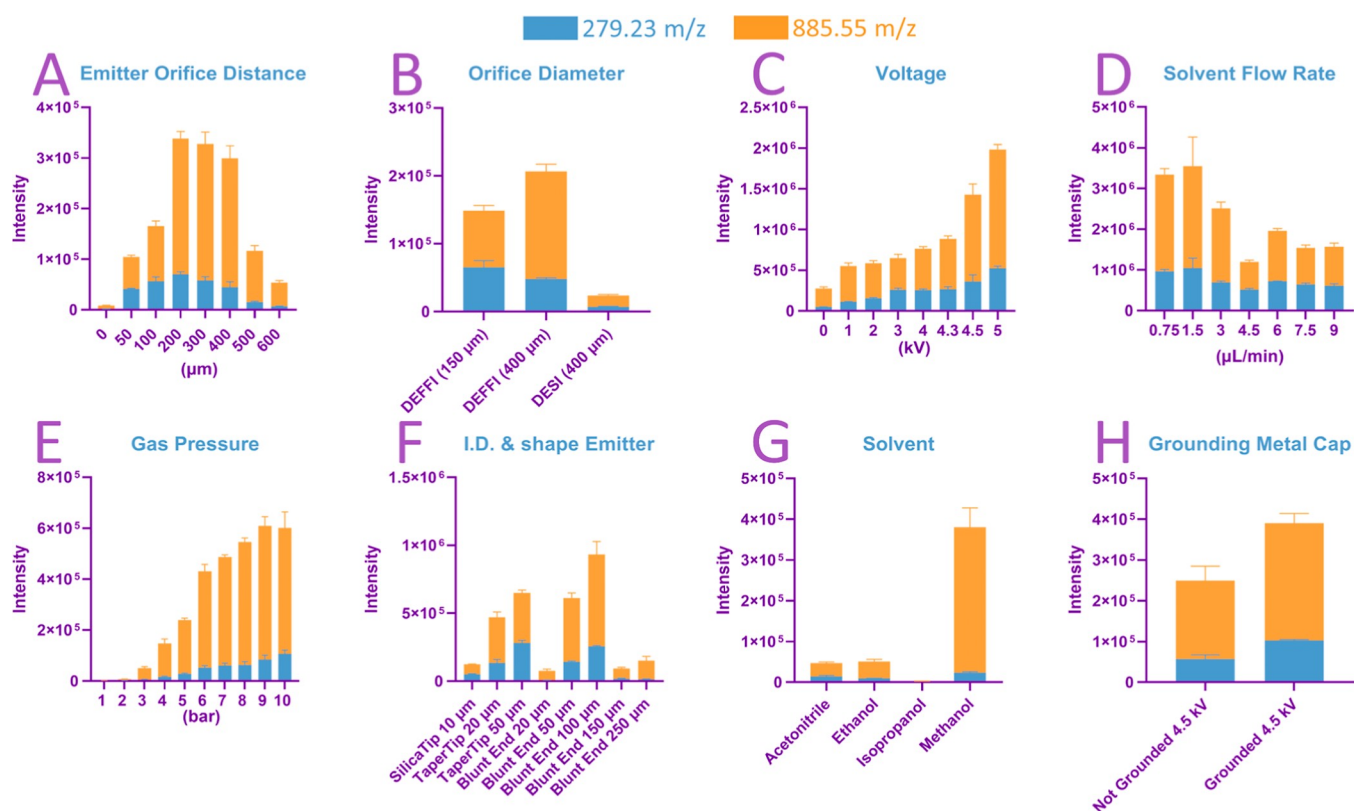 279.23 m/z 885.55 m/z
A Emitter Orifice Distance
4×10⁵
3×10⁵
2×10⁵
1×10⁵
0
Intensity
0 50 100 200 300 400 500 600
(µm)
B Orifice Diameter
3×10⁵
2×10⁵
1×10⁵
0
Intensity
DEFFI (150 µm)
DEFFI (400 µm)
DESI (400 µm)
C Voltage
2.5×10⁶
2×10⁶
1.5×10⁶
1×10⁶
5×10⁵
0
Intensity
0 1 2 3 4 4.3 4.5 5
(kV)
D Solvent Flow Rate
5×10⁶
4×10⁶
3×10⁶
2×10⁶
1×10⁶
0
Intensity
0.75 1.5 3 4.5 6 7.5 9
(µL/min)
E Gas Pressure
8×10⁵
6×10⁵
4×10⁵
2×10⁵
0
Intensity
1 2 3 4 5 6 7 8 9 10
(bar)
F I.D. & shape Emitter
1.5×10⁶
1×10⁶
5×10⁵
0
Intensity
SilicaTip 10 µm
TaperTip 20 µm
TaperTip 50 µm
Blunt End 20 µm
Blunt End 50 µm
Blunt End 100 µm
Blunt End 150 µm
Blunt End 250 µm
G Solvent
5×10⁵
4×10⁵
3×10⁵
2×10⁵
1×10⁵
0
Intensity
Acetonitrile
Ethanol
Isopropanol
Methanol
H Grounding Metal Cap
5×10⁵
4×10⁵
3×10⁵
2×10⁵
1×10⁵
0
Intensity
Not Grounded 4.5 kV
Grounded 4.5 kV